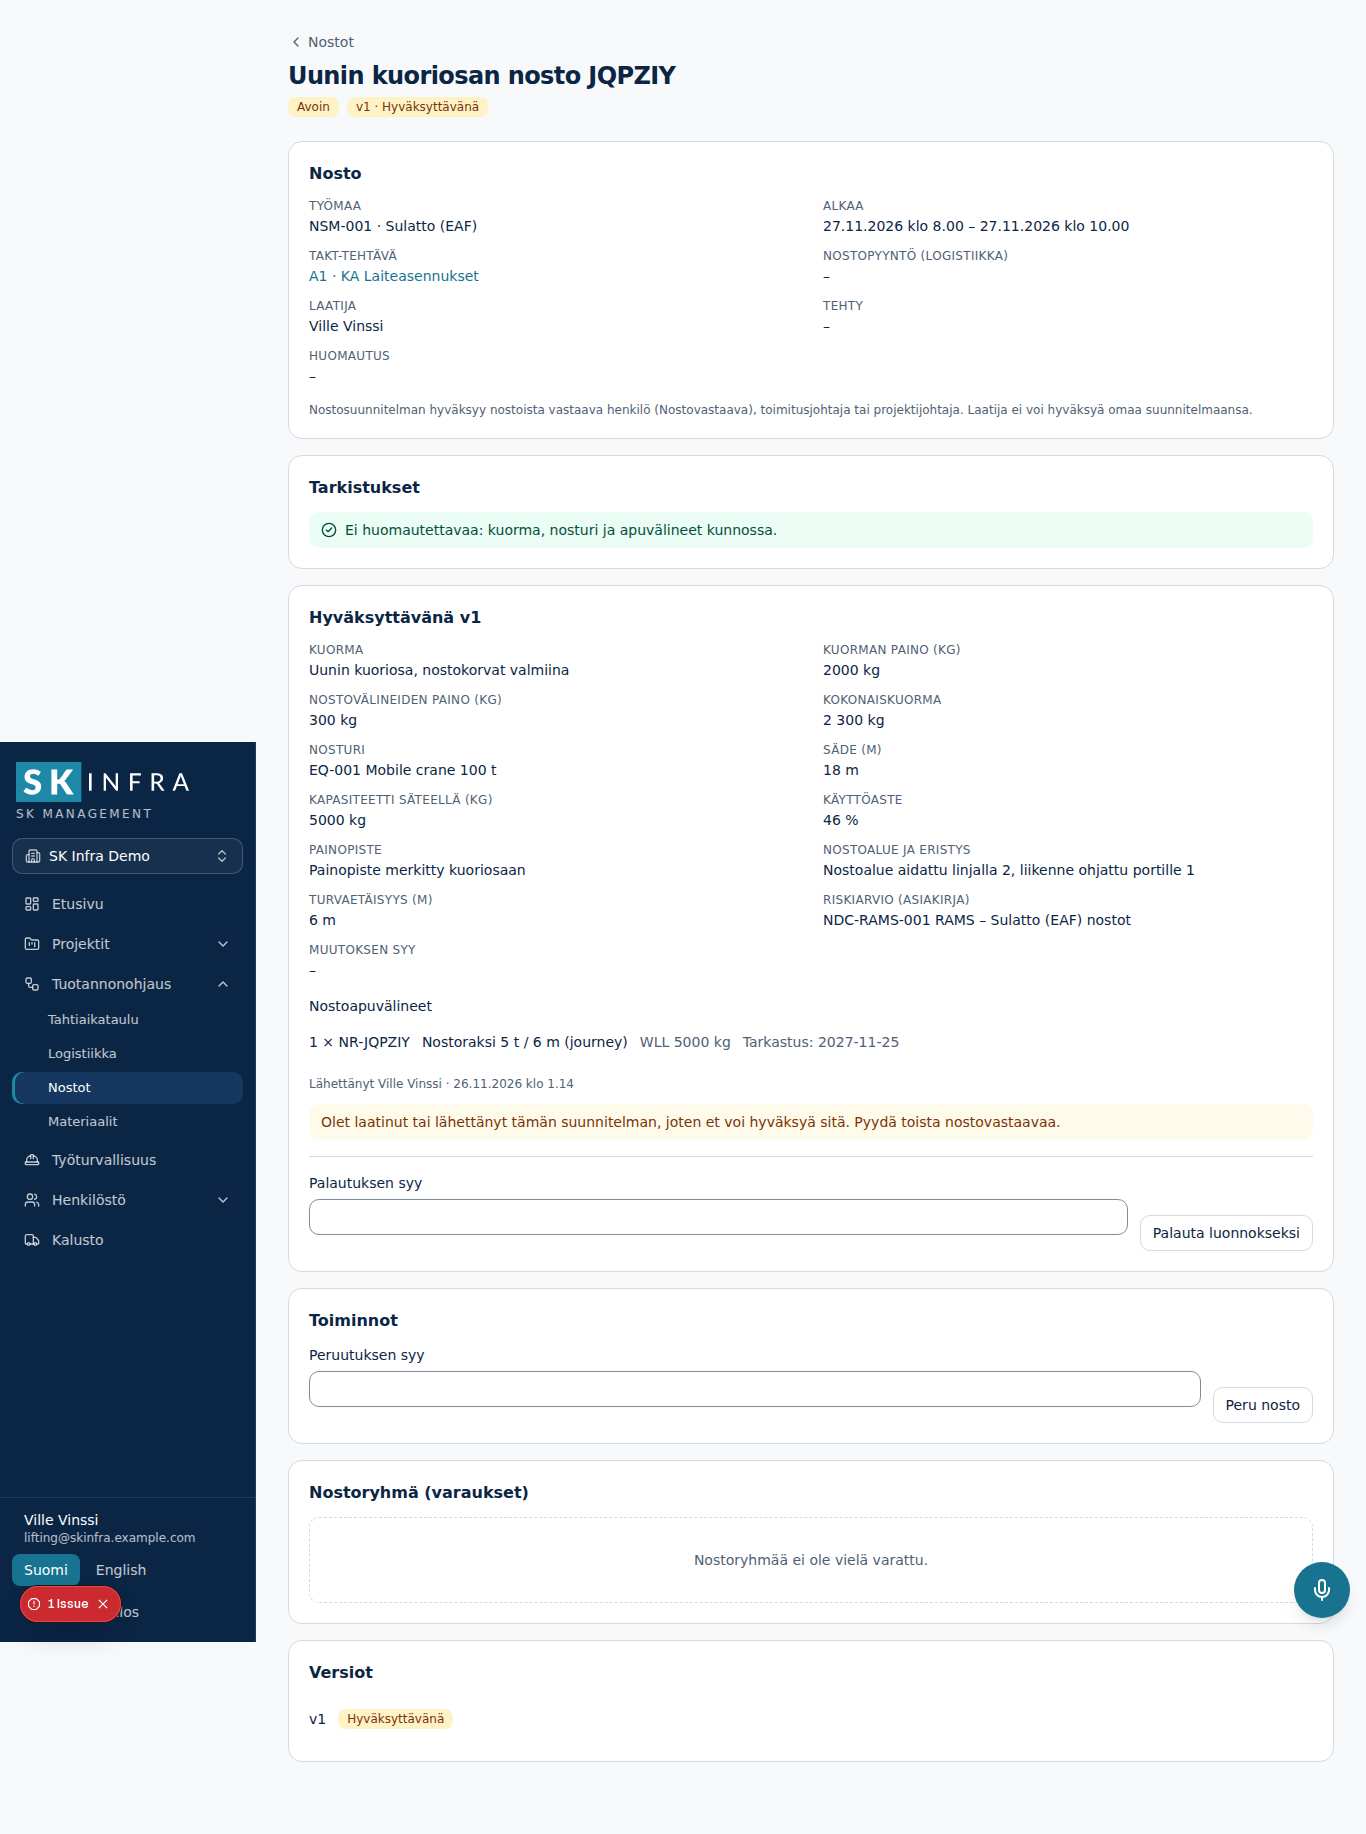 Nostot
Uunin kuoriosan nosto JQPZIY
Avoin
v1 · Hyväksyttävänä
Nosto
TYÖMAA
NSM-001 · Sulatto (EAF)
ALKAA
27.11.2026 klo 8.00 – 27.11.2026 klo 10.00
TAKT-TEHTÄVÄ
A1 · KA Laiteasennukset
NOSTOPYYNTÖ (LOGISTIIKKA)
–
LAATIJA
Ville Vinssi
TEHTY
–
HUOMAUTUS
–
Nostosuunnitelman hyväksyy nostoista vastaava henkilö (Nostovastaava), toimitusjohtaja tai projektijohtaja. Laatija ei voi hyväksyä omaa suunnitelmaansa.
Tarkistukset
Ei huomautettavaa: kuorma, nosturi ja apuvälineet kunnossa.
Hyväksyttävänä v1
KUORMA
Uunin kuoriosa, nostokorvat valmiina
KUORMAN PAINO (KG)
2000 kg
NOSTOVÄLINEIDEN PAINO (KG)
300 kg
KOKONAISKUORMA
2 300 kg
NOSTURI
EQ-001 Mobile crane 100 t
SÄDE (M)
18 m
KAPASITEETTI SÄTEELLÄ (KG)
5000 kg
KÄYTTÖASTE
46 %
PAINOPISTE
Painopiste merkitty kuoriosaan
NOSTOALUE JA ERISTYS
Nostoalue aidattu linjalla 2, liikenne ohjattu portille 1
TURVAETÄISYYS (M)
6 m
RISKIARVIO (ASIAKIRJA)
NDC-RAMS-001 RAMS – Sulatto (EAF) nostot
MUUTOKSEN SYY
–
Nostoapuvälineet
1 × NR-JQPZIY Nostoraksi 5 t / 6 m (journey) WLL 5000 kg Tarkastus: 2027-11-25
Lähettänyt Ville Vinssi · 26.11.2026 klo 1.14
Olet laatinut tai lähettänyt tämän suunnitelman, joten et voi hyväksyä sitä. Pyydä toista nostovastaavaa.
Palautuksen syy
Palauta luonnokseksi
Toiminnot
Peruutuksen syy
Peru nosto
Nostoryhmä (varaukset)
Nostoryhmää ei ole vielä varattu.
Versiot
v1 Hyväksyttävänä
SK INFRA
SK MANAGEMENT
SK Infra Demo
Etusivu
Projektit
Tuotannonohjaus
Tahtiaikataulu
Logistiikka
Nostot
Materiaalit
Työturvallisuus
Henkilöstö
Kalusto
Ville Vinssi
lifting@skinfra.example.com
Suomi English
1 Issue